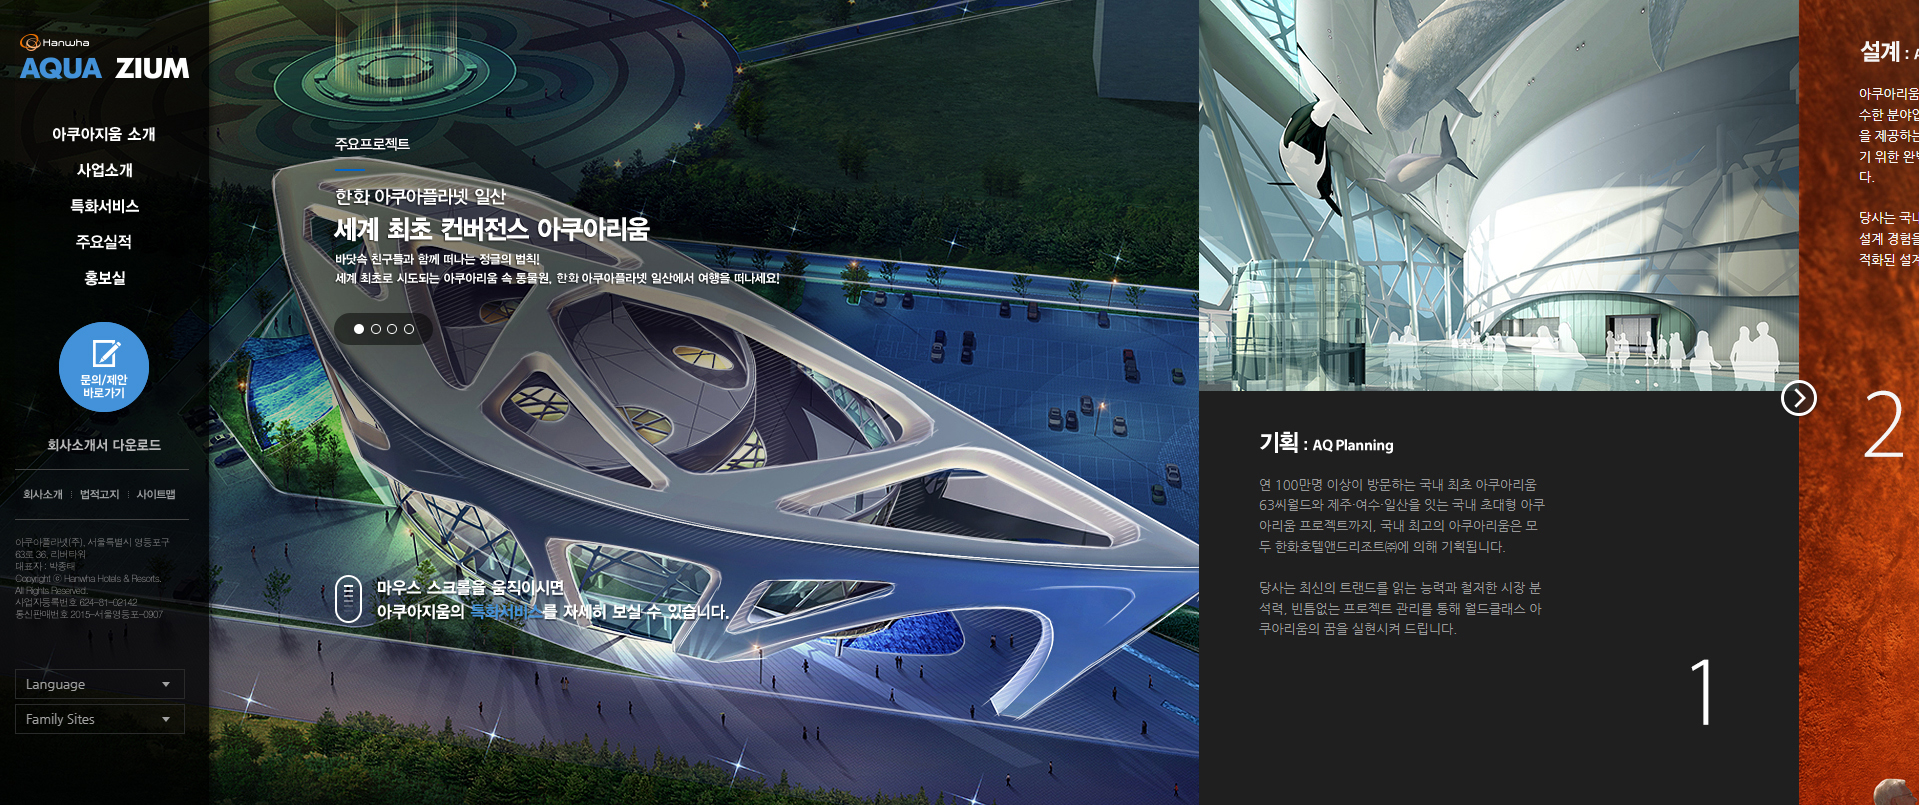 Hanwha
AQUA ZIUM
아쿠아지움 소개
사업소개
특화서비스
주요실적
홍보실
문의/제안
바로가기
회사소개서 다운로드
회사소개
법적고지
사이트맵
아쿠아플라넷(주), 서울특별시 영등포구
63로 36, 리버타워
대표자 : 박종태
Copyright ⓒ Hanwha Hotels & Resorts.
All Rights Reserved.
사업자등록번호 624-81-02142
통신판매번호 2015-서울영등포-0907
Language
Family Sites
주요프로젝트
한화 아쿠아플라넷 일산
세계 최초 컨버전스 아쿠아리움
바닷속 친구들과 함께 떠나는 정글의 법칙!
세계 최초로 시도되는 아쿠아리움 속 동물원, 한화 아쿠아플라넷 일산에서 여행을 떠나세요!
마우스 스크롤을 움직이시면
아쿠아지움의 특화서비스를 자세히 보실 수 있습니다.
기획 : AQ Planning
연 100만명 이상이 방문하는 국내 최초 아쿠아리움
63씨월드와 제주·여수·일산을 잇는 국내 초대형 아쿠
아리움 프로젝트까지, 국내 최고의 아쿠아리움은 모
두 한화호텔앤드리조트㈜에 의해 기획됩니다.
당사는 최신의 트랜드를 읽는 능력과 철저한 시장 분
석력, 빈틈없는 프로젝트 관리를 통해 월드클래스 아
쿠아리움의 꿈을 실현시켜 드립니다.
1
설계 : A
아쿠아리움
수한 분야입
을 제공하는
기 위한 완벽
다.
당사는 국내
설계 경험을
적화된 설계
2